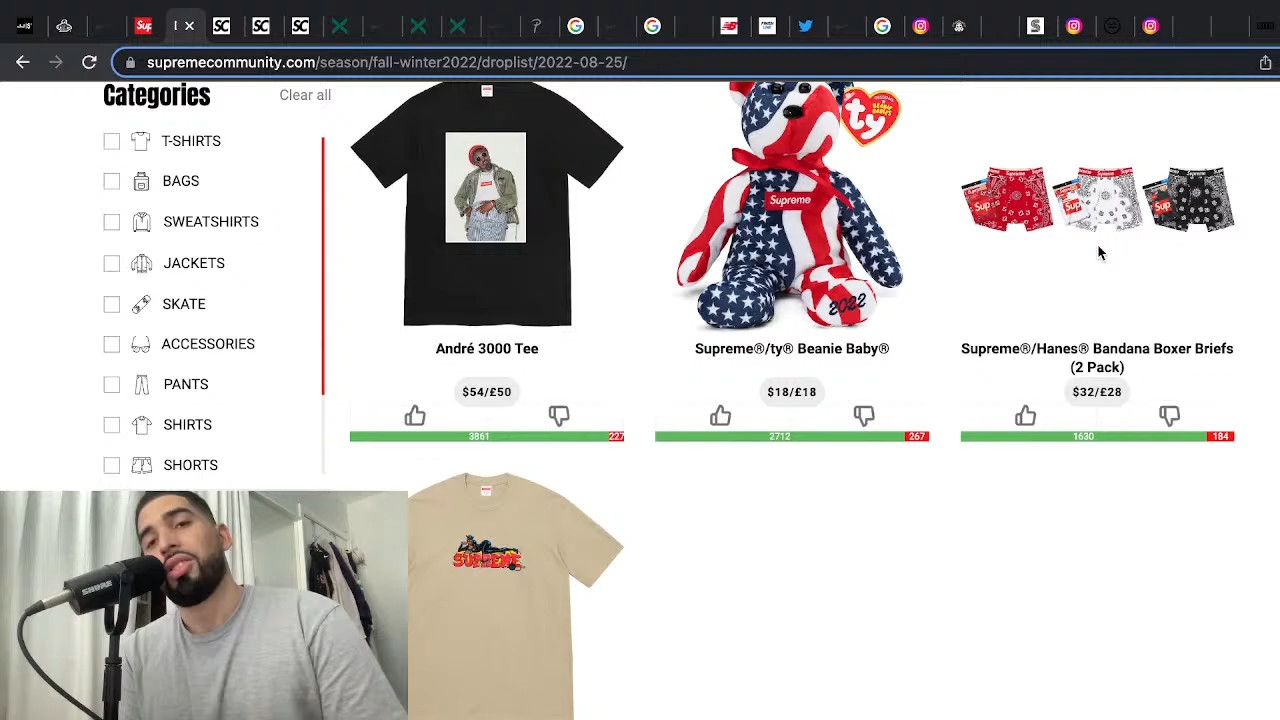 supremecommunity.com/season/fall-winter2022/droplist/2022-08-25/
Categories
Clear all
T-SHIRTS
BAGS
SWEATSHIRTS
JACKETS
SKATE
ACCESSORIES
PANTS
SHIRTS
SHORTS
ty
Supreme
2022
André 3000 Tee
$54/£50
3861
227
Supreme®/ty® Beanie Baby®
$18/£18
2712
267
Supreme®/Hanes® Bandana Boxer Briefs
(2 Pack)
$32/£28
1630
184
SUPREME
SHURE